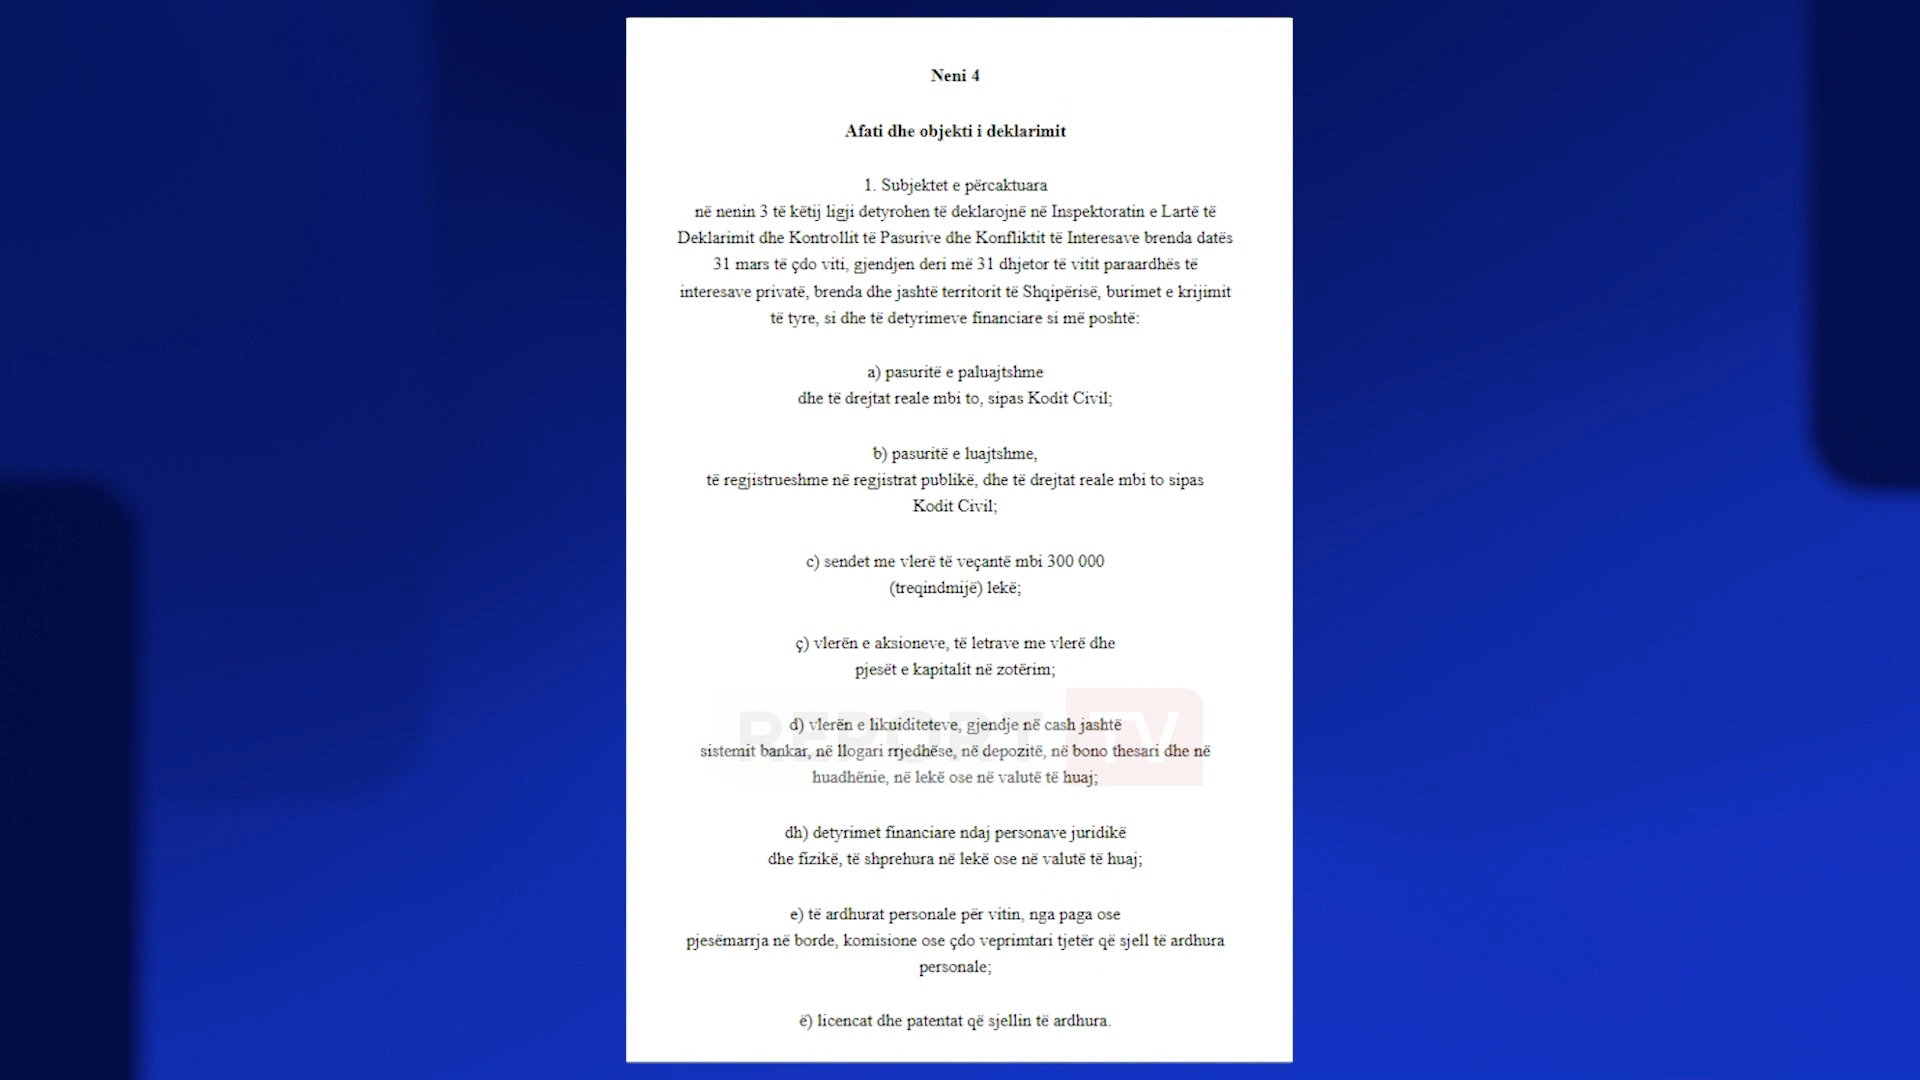 Neni 4
Afati dhe objekti i deklarimit
1. Subjektet e përcaktuara
në nenin 3 të këtij ligji detyrohen të deklarojnë në Inspektoratin e Lartë të
Deklarimit dhe Kontrollit të Pasurive dhe Konfliktit të Interesave brenda datës
31 mars të çdo viti, gjendjen deri më 31 dhjetor të vitit paraardhës të
interesave privatë, brenda dhe jashtë territorit të Shqipërisë, burimet e krijimit
të tyre, si dhe të detyrimeve financiare si më poshtë:
a) pasuritë e paluajtshme
dhe të drejtat reale mbi to, sipas Kodit Civil;
b) pasuritë e luajtshme,
të regjistrueshme në regjistrat publikë, dhe të drejtat reale mbi to sipas
Kodit Civil;
c) sendet me vlerë të veçantë mbi 300 000
(treqindmijë) lekë;
ç) vlerën e aksioneve, të letrave me vlerë dhe
pjesët e kapitalit në zotërim;
REPORT TV
d) vlerën e likuiditeteve, gjendje në cash jashtë
sistemit bankar, në llogari rrjedhëse, në depozitë, në bono thesari dhe në
huadhënie, në lekë ose në valutë të huaj;
dh) detyrimet financiare ndaj personave juridikë
dhe fizikë, të shprehura në lekë ose në valutë të huaj;
e) të ardhurat personale për vitin, nga paga ose
pjesëmarrja në borde, komisione ose çdo veprimtari tjetër që sjell të ardhura
personale;
ë) licencat dhe patentat që sjellin të ardhura.